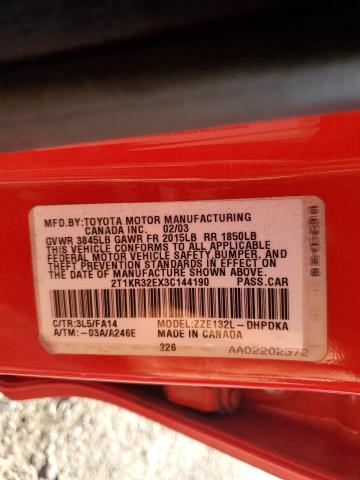 MFD.BY:TOYOTA MOTOR MANUFACTURING
CANADA INC. 02/03
GVWR 3845LB GAWR FR 2015LB RR 1850LB
THIS VEHICLE CONFORMS TO ALL APPLICABLE
FEDERAL MOTOR VEHICLE SAFETY,BUMPER, AND
THEFT PREVENTION STANDARDS IN EFFECT ON
THE DATE OF MANUFACTURE SHOWN ABOVE.
2T1KR32EX3C144190 PASS.CAR
C/TR:3L5/FA14 MODEL:ZZE132L-DHPDKA
A/TM:-03A/A246E MADE IN CANADA
226 AA02202372